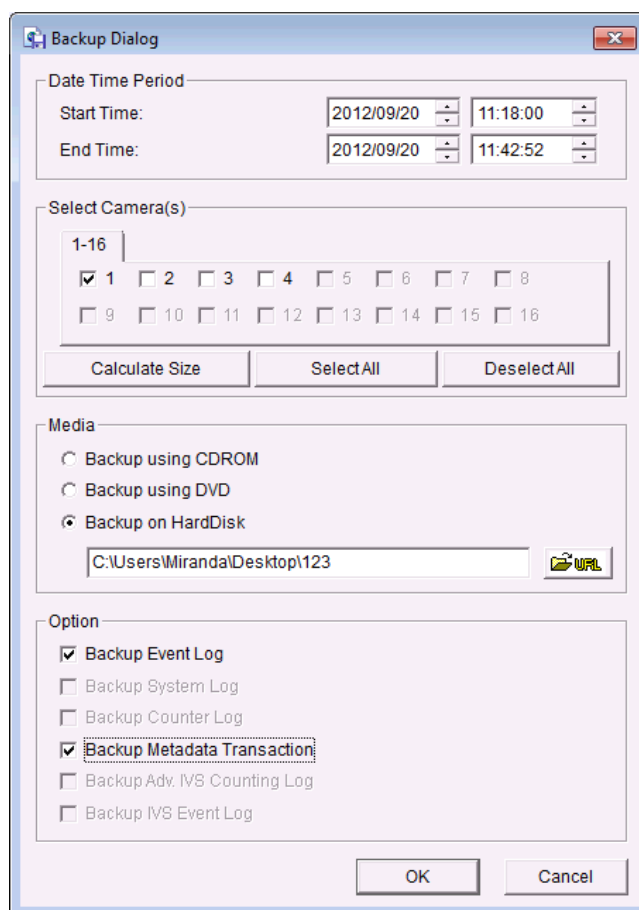 Backup Dialog
Date Time Period
Start Time: 2012/09/20 11:18:00
End Time: 2012/09/20 11:42:52
Select Camera(s)
1-16
1 2 3 4 5 6 7 8
9 10 11 12 13 14 15 16
Calculate Size Select All Deselect All
Media
Backup using CDROM
Backup using DVD
Backup on HardDisk
C:\Users\Miranda\Desktop\123 URL
Option
Backup Event Log
Backup System Log
Backup Counter Log
Backup Metadata Transaction
Backup Adv. IVS Counting Log
Backup IVS Event Log
OK Cancel